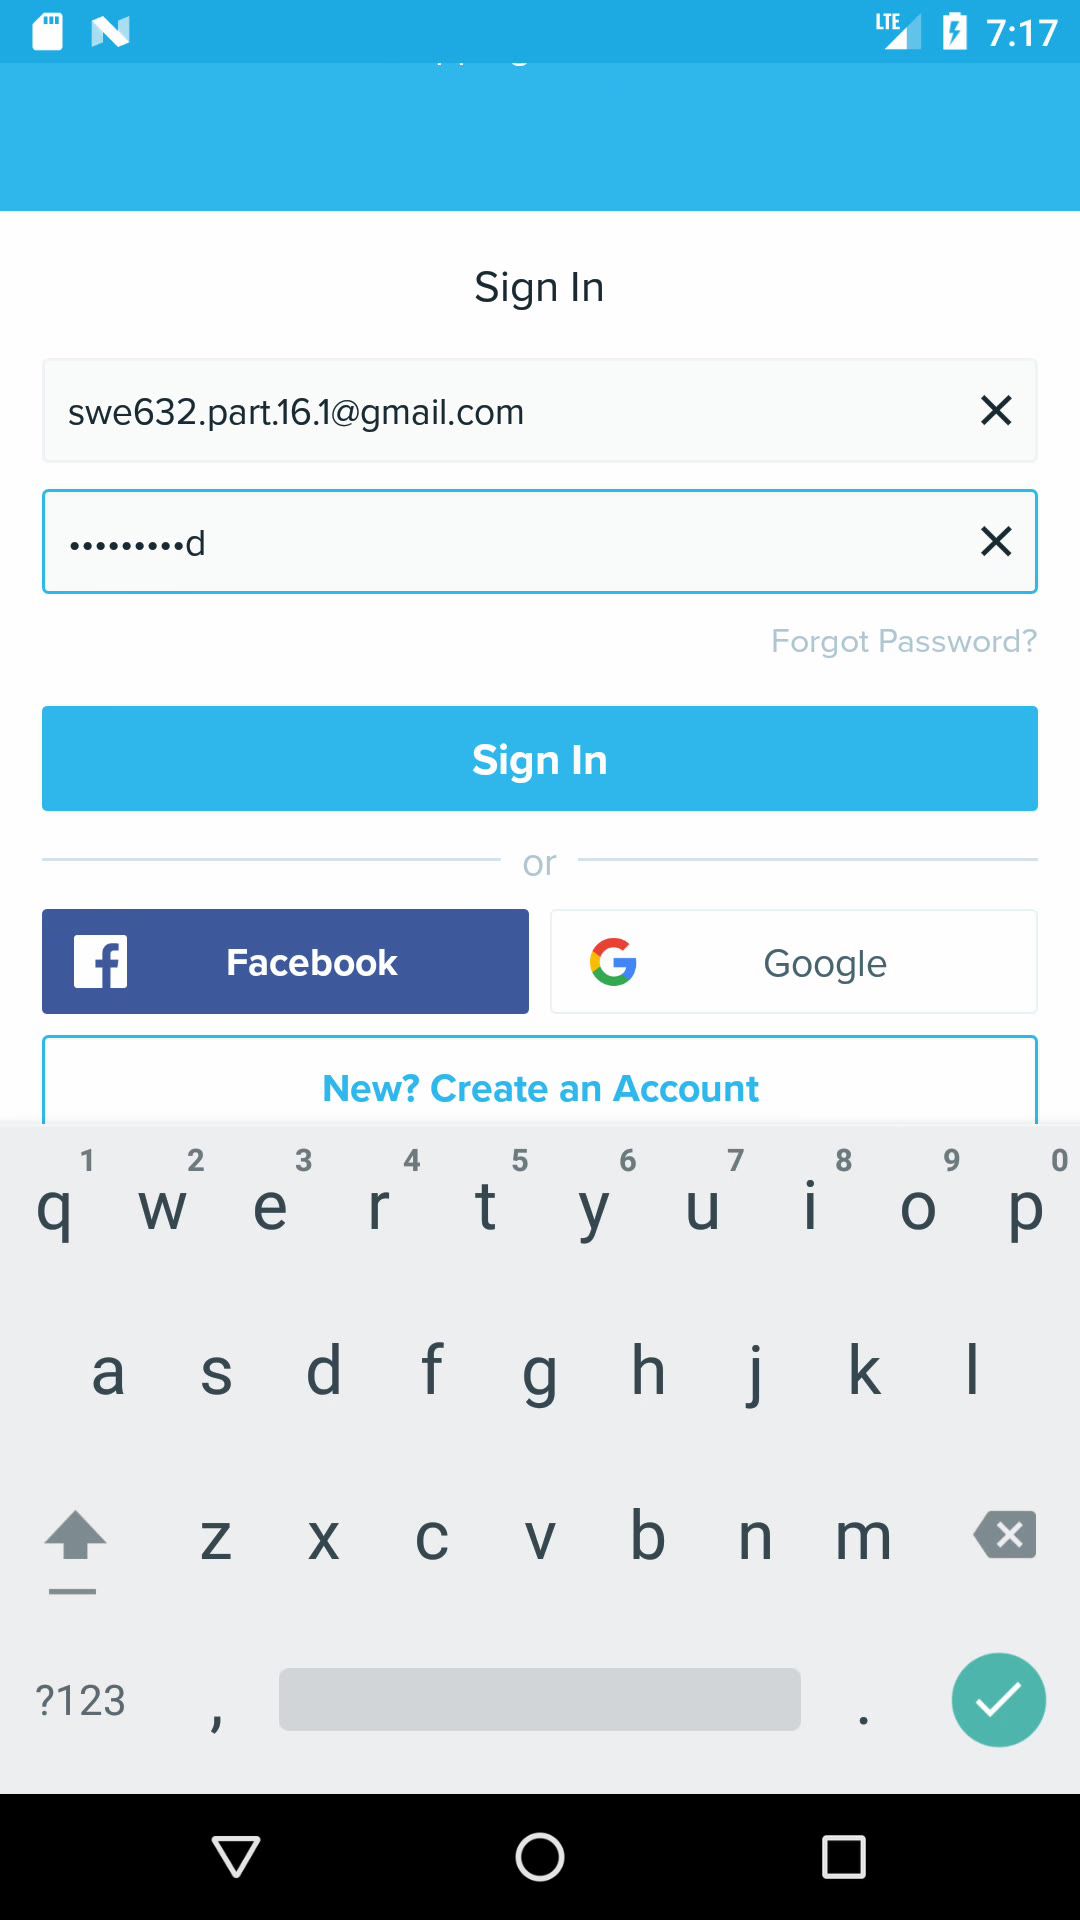 LTE 7:17
Sign In
swe632.part.16.1@gmail.com
•••••••••d
Forgot Password?
Sign In
or
Facebook
Google
New? Create an Account
1 2 3 4 5 6 7 8 9 0
q w e r t y u i o p
a s d f g h j k l
z x c v b n m
?123 , .